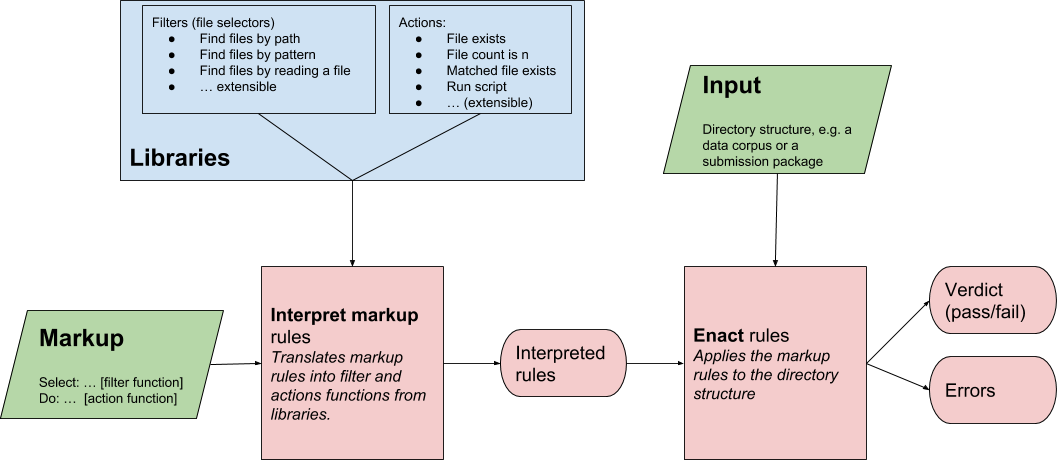 Filters (file selectors)
● Find files by path
● Find files by pattern
● Find files by reading a file
● … extensible
Actions:
● File exists
● File count is n
● Matched file exists
● Run script
● … (extensible)
Libraries
Input
Directory structure, e.g. a
data corpus or a
submission package
Markup
Select: … [filter function]
Do: … [action function]
Interpret markup
rules
Translates markup
rules into filter and
actions functions from
libraries.
Interpreted
rules
Enact rules
Applies the markup
rules to the directory
structure
Verdict
(pass/fail)
Errors